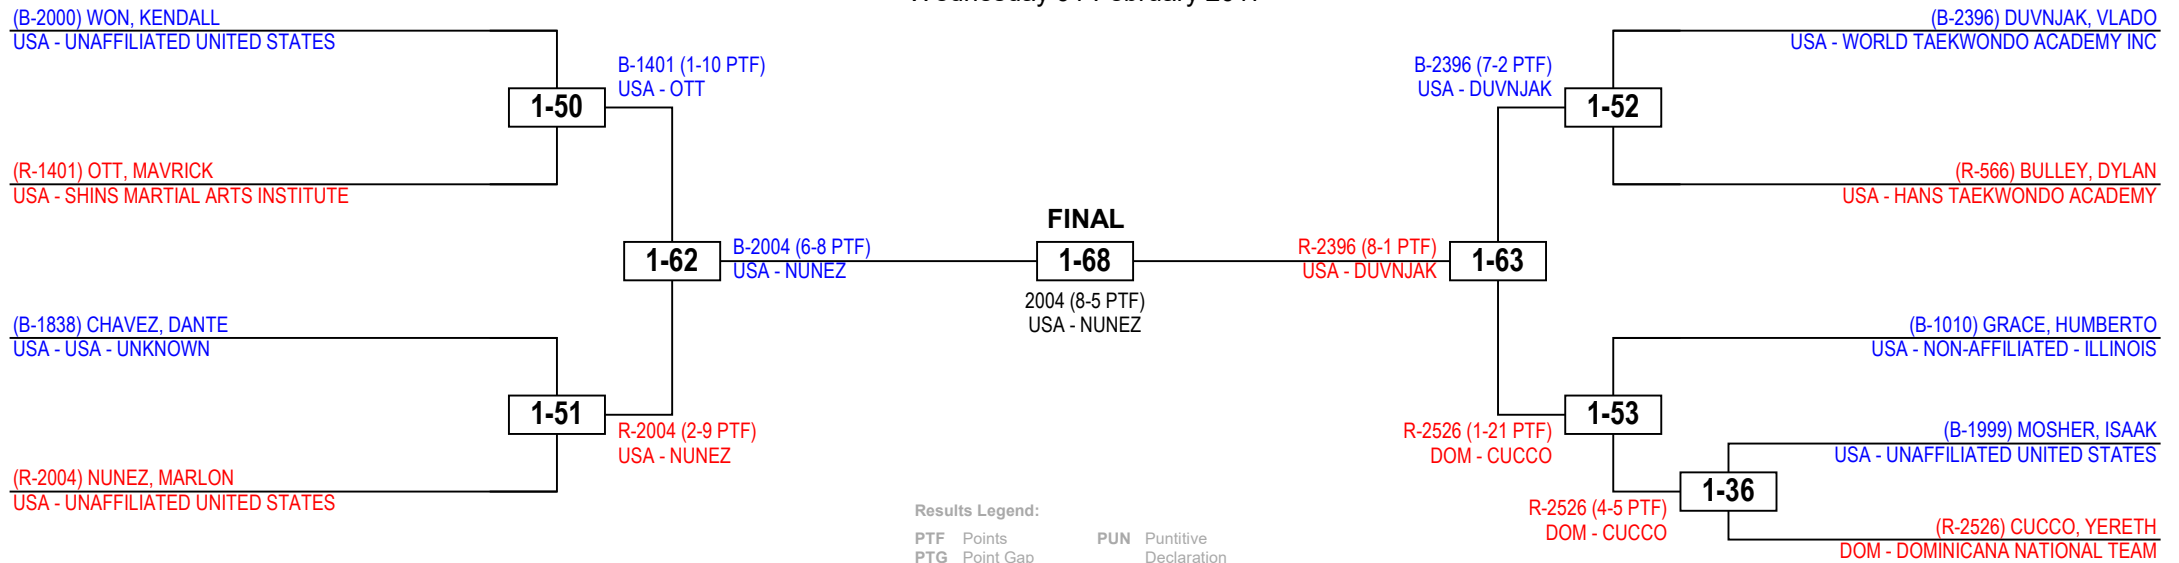 (B-2000) WON, KENDALL
USA - UNAFFILIATED UNITED STATES
B-1401 (1-10 PTF)
USA - OTT
1-50
(R-1401) OTT, MAVRICK
USA - SHINS MARTIAL ARTS INSTITUTE
1-62
B-2004 (6-8 PTF)
USA - NUNEZ
(B-1838) CHAVEZ, DANTE
USA - USA - UNKNOWN
1-51
R-2004 (2-9 PTF)
USA - NUNEZ
(R-2004) NUNEZ, MARLON
USA - UNAFFILIATED UNITED STATES
FINAL
1-68
2004 (8-5 PTF)
USA - NUNEZ
(B-2396) DUVNJAK, VLADO
USA - WORLD TAEKWONDO ACADEMY INC
B-2396 (7-2 PTF)
USA - DUVNJAK
1-52
(R-566) BULLEY, DYLAN
USA - HANS TAEKWONDO ACADEMY
R-2396 (8-1 PTF)
USA - DUVNJAK
1-63
(B-1010) GRACE, HUMBERTO
USA - NON-AFFILIATED - ILLINOIS
1-53
R-2526 (1-21 PTF)
DOM - CUCCO
(B-1999) MOSHER, ISAAK
USA - UNAFFILIATED UNITED STATES
1-36
R-2526 (4-5 PTF)
DOM - CUCCO
(R-2526) CUCCO, YERETH
DOM - DOMINICANA NATIONAL TEAM
Results Legend:
PTF Points PUN Puntitive
PTG Point Gap Declaration